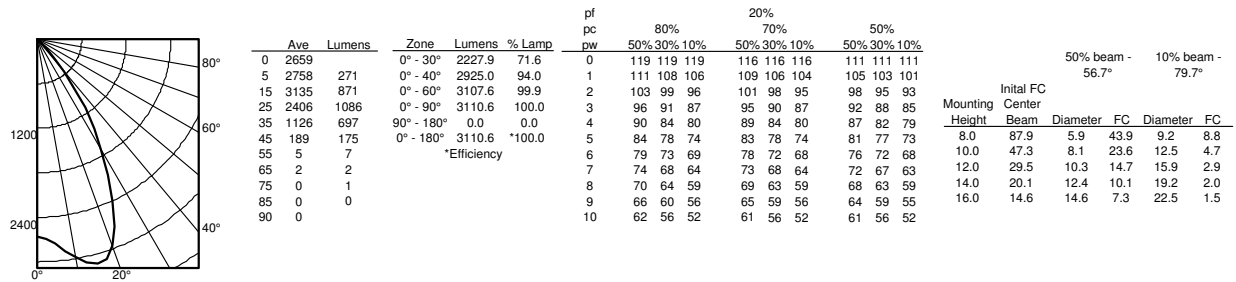 80°
60°
40°
1200
2400
0° 20°
Ave Lumens
0 2659
5 2758 271
15 3135 871
25 2406 1086
35 1126 697
45 189 175
55 5 7
65 2 2
75 0 1
85 0 0
90 0
Zone Lumens % Lamp
0° - 30° 2227.9 71.6
0° - 40° 2925.0 94.0
0° - 60° 3107.6 99.9
0° - 90° 3110.6 100.0
90° - 180° 0.0 0.0
0° - 180° 3110.6 *100.0
*Efficiency
pf 20%
pc 80% 70% 50%
pw 50% 30% 10% 50% 30% 10% 50% 30% 10%
0 119 119 119 116 116 116 111 111 111
1 111 108 106 109 106 104 105 103 101
2 103 99 96 101 98 95 98 95 93
3 96 91 87 95 90 87 92 88 85
4 90 84 80 89 84 80 87 82 79
5 84 78 74 83 78 74 81 77 73
6 79 73 69 78 72 68 76 72 68
7 74 68 64 73 68 64 72 67 63
8 70 64 59 69 63 59 68 63 59
9 66 60 56 65 59 56 64 59 55
10 62 56 52 61 56 52 61 56 52
50% beam - 10% beam -
56.7° 79.7°
Inital FC
Mounting Center
Height Beam Diameter FC Diameter FC
8.0 87.9 5.9 43.9 9.2 8.8
10.0 47.3 8.1 23.6 12.5 4.7
12.0 29.5 10.3 14.7 15.9 2.9
14.0 20.1 12.4 10.1 19.2 2.0
16.0 14.6 14.6 7.3 22.5 1.5